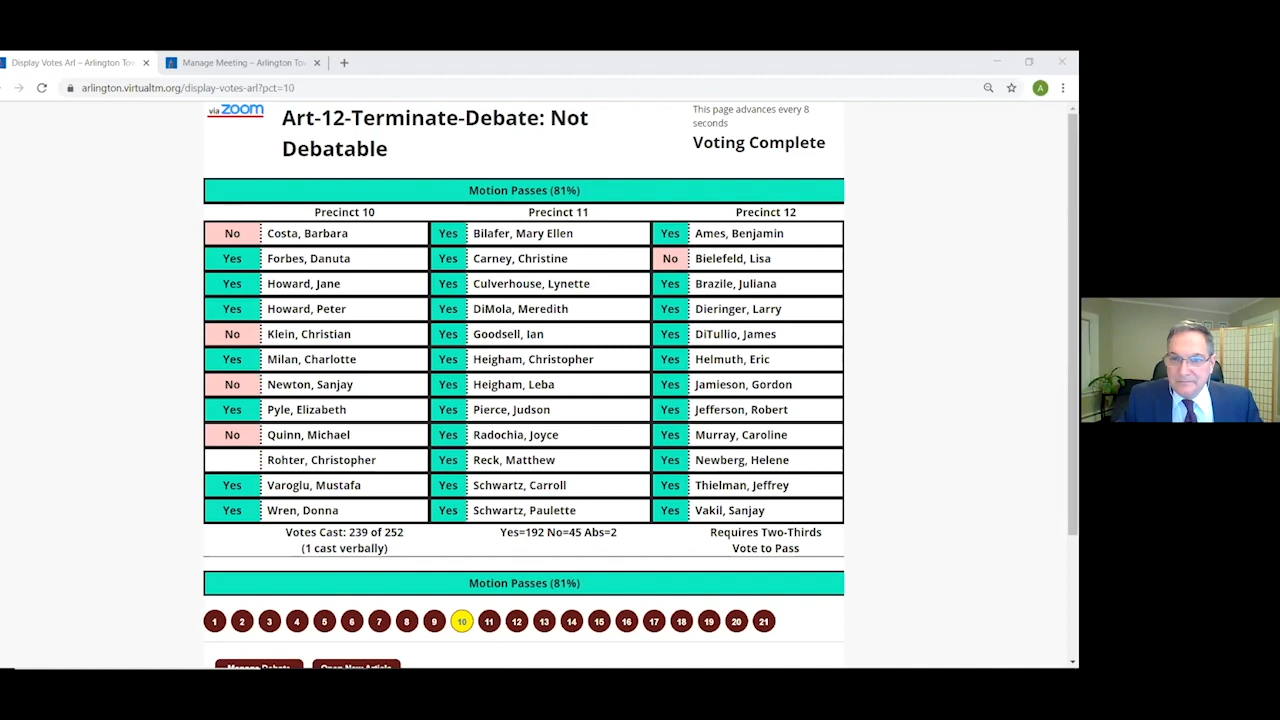 Display Votes Arl – Arlington Tow
Manage Meeting – Arlington Tow
arlington.virtualtm.org/display-votes-arl?pct=10
A
via zoom
Art-12-Terminate-Debate: Not
Debatable
This page advances every 8
seconds
Voting Complete
Motion Passes (81%)
Precinct 10 Precinct 11 Precinct 12
No Costa, Barbara Yes Bilafer, Mary Ellen Yes Ames, Benjamin
Yes Forbes, Danuta Yes Carney, Christine No Bielefeld, Lisa
Yes Howard, Jane Yes Culverhouse, Lynette Yes Brazile, Juliana
Yes Howard, Peter Yes DiMola, Meredith Yes Dieringer, Larry
No Klein, Christian Yes Goodsell, Ian Yes DiTullio, James
Yes Milan, Charlotte Yes Heigham, Christopher Yes Helmuth, Eric
No Newton, Sanjay Yes Heigham, Leba Yes Jamieson, Gordon
Yes Pyle, Elizabeth Yes Pierce, Judson Yes Jefferson, Robert
No Quinn, Michael Yes Radochia, Joyce Yes Murray, Caroline
Rohter, Christopher Yes Reck, Matthew Yes Newberg, Helene
Yes Varoglu, Mustafa Yes Schwartz, Carroll Yes Thielman, Jeffrey
Yes Wren, Donna Yes Schwartz, Paulette Yes Vakil, Sanjay
Votes Cast: 239 of 252 Yes=192 No=45 Abs=2 Requires Two-Thirds
(1 cast verbally) Vote to Pass
Motion Passes (81%)
1 2 3 4 5 6 7 8 9 10 11 12 13 14 15 16 17 18 19 20 21
Manage Debate Open New Article